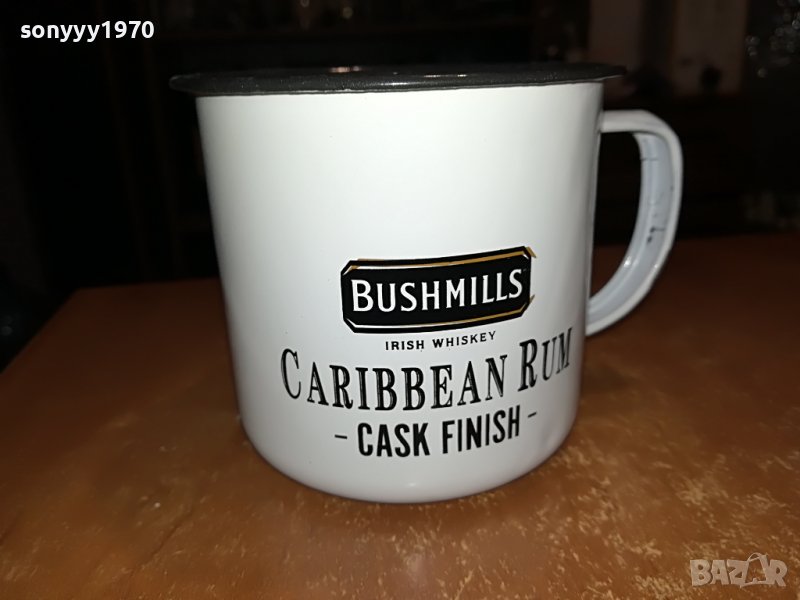 sonyyy1970
BUSHMILLS
IRISH WHISKEY
CARIBBEAN RUM
- CASK FINISH -
BAZAR